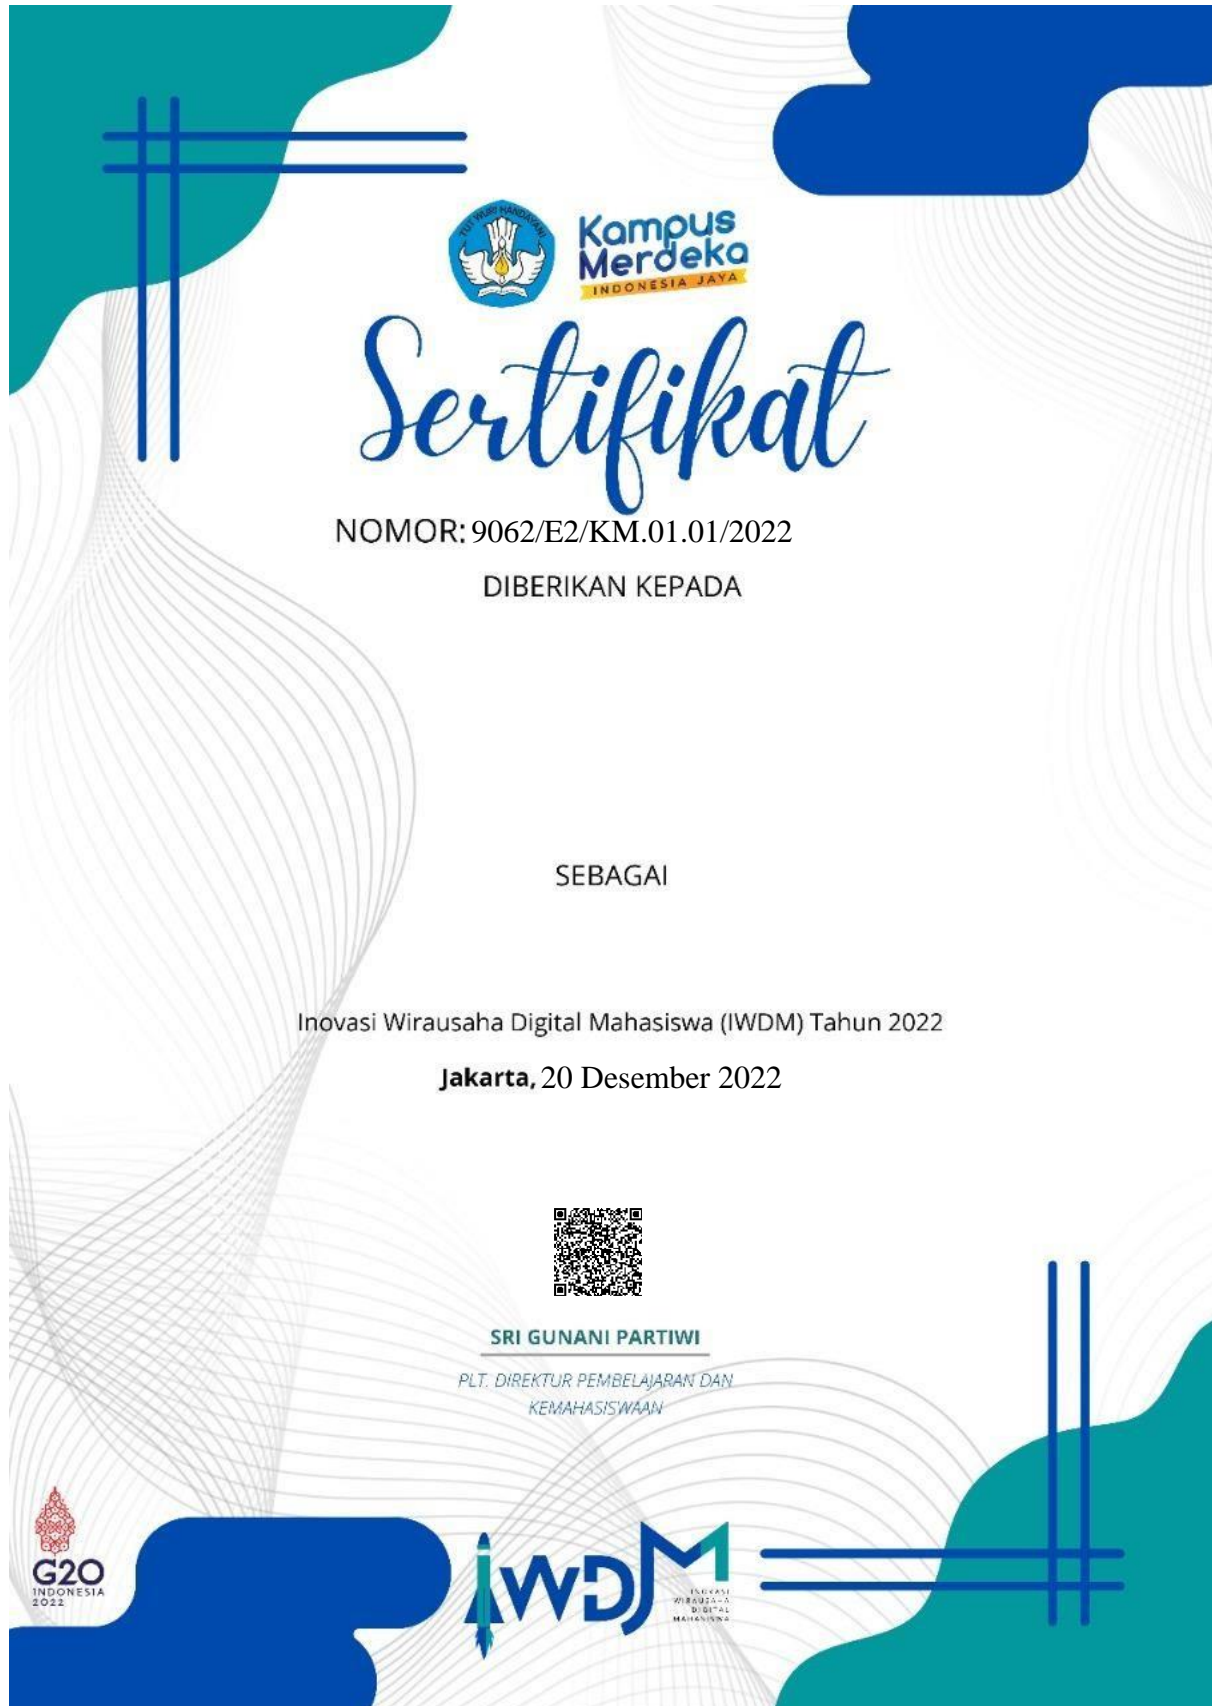 TUT WURI HANDAYANI
Kampus
Merdeka
INDONESIA JAYA
Sertifikat
NOMOR: 9062/E2/KM.01.01/2022
DIBERIKAN KEPADA
SEBAGAI
Inovasi Wirausaha Digital Mahasiswa (IWDM) Tahun 2022
Jakarta, 20 Desember 2022
SRI GUNANI PARTIWI
PLT. DIREKTUR PEMBELAJARAN DAN
KEMAHASISWAAN
G20
INDONESIA
2022
iWDM
INOVASI
WIRAUSAHA
DIGITAL
MAHASISWA